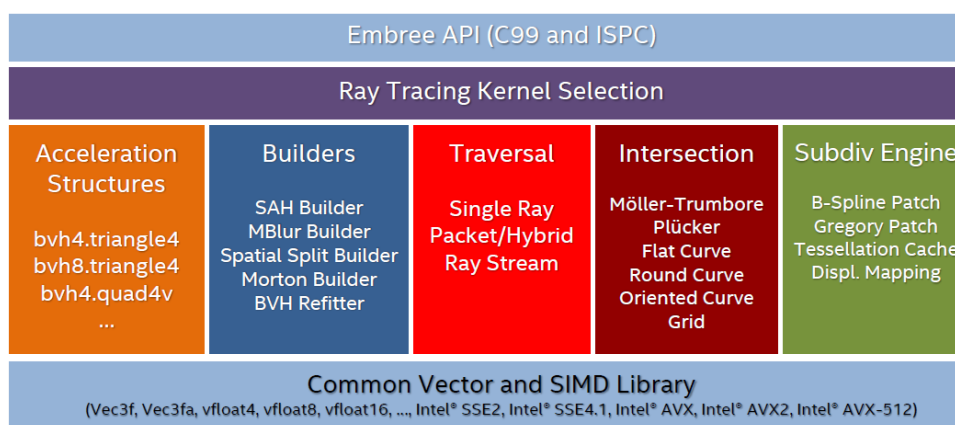 Embree API (C99 and ISPC)
Ray Tracing Kernel Selection
Acceleration
Structures
bvh4.triangle4
bvh8.triangle4
bvh4.quad4v
...
Builders
SAH Builder
MBlur Builder
Spatial Split Builder
Morton Builder
BVH Refitter
Traversal
Single Ray
Packet/Hybrid
Ray Stream
Intersection
Möller-Trumbore
Plücker
Flat Curve
Round Curve
Oriented Curve
Grid
Subdiv Engine
B-Spline Patch
Gregory Patch
Tessellation Cache
Displ. Mapping
Common Vector and SIMD Library
(Vec3f, Vec3fa, vfloat4, vfloat8, vfloat16, ..., Intel® SSE2, Intel® SSE4.1, Intel® AVX, Intel® AVX2, Intel® AVX-512)